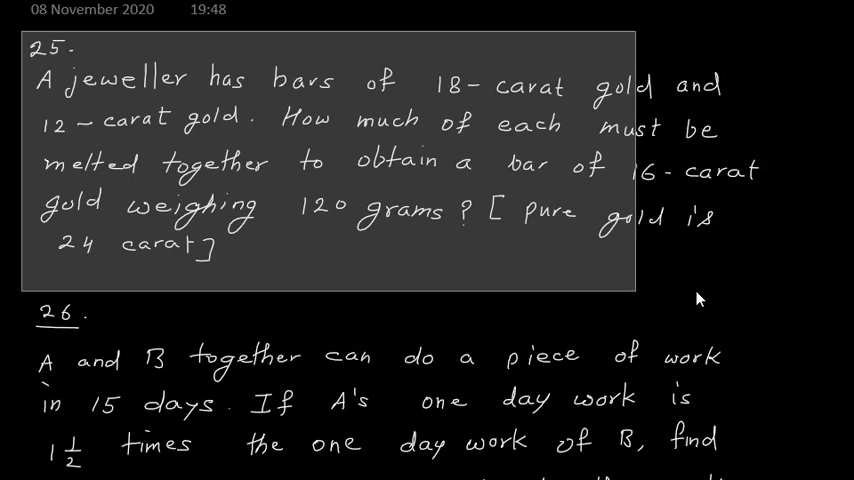 08 November 2020 19:48
25.
A jeweller has bars of 18-carat gold and
12-carat gold. How much of each must be
melted together to obtain a bar of 16-carat
gold weighing 120 grams? [ pure gold is
24 carat]
26.
A and B together can do a piece of work
in 15 days. If A's one day work is
1 1/2 times the one day work of B, find